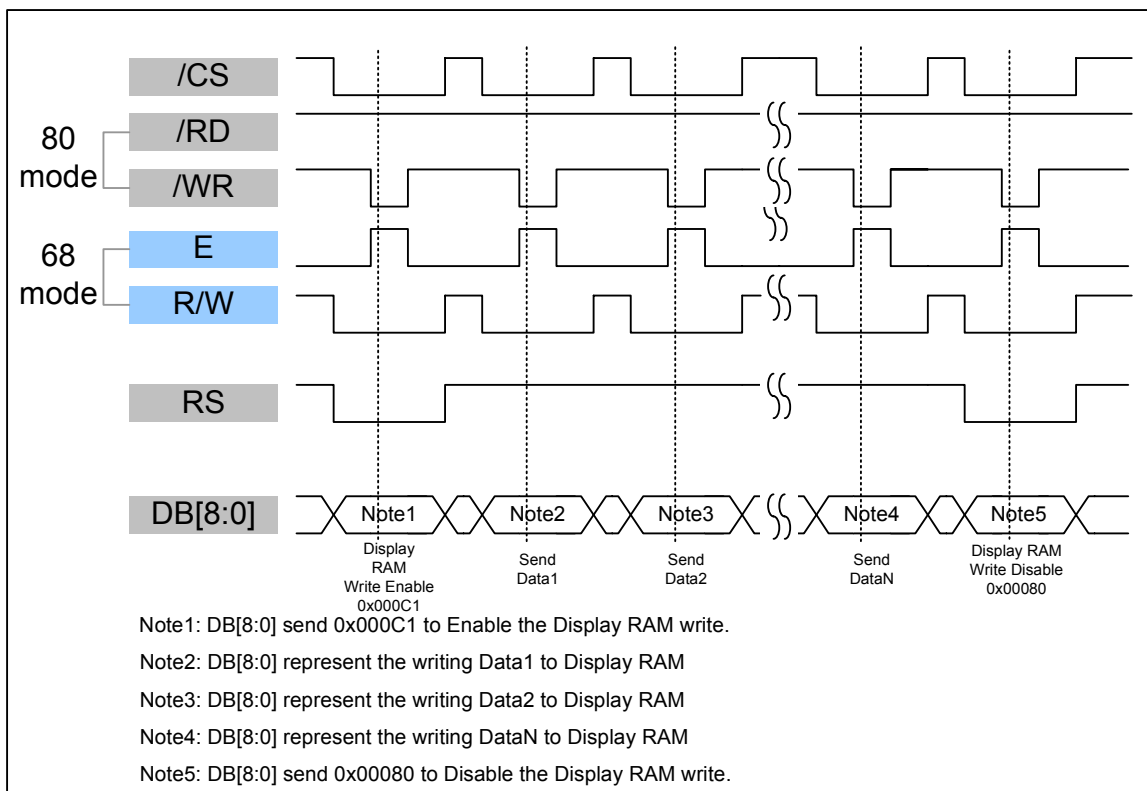 /CS
80
mode
/RD
/WR
68
mode
E
R/W
RS
DB[8:0]
Note1
Note2
Note3
Note4
Note5
Display
RAM
Write Enable
0x000C1
Send
Data1
Send
Data2
Send
DataN
Display RAM
Write Disable
0x00080
Note1: DB[8:0] send 0x000C1 to Enable the Display RAM write.
Note2: DB[8:0] represent the writing Data1 to Display RAM
Note3: DB[8:0] represent the writing Data2 to Display RAM
Note4: DB[8:0] represent the writing DataN to Display RAM
Note5: DB[8:0] send 0x00080 to Disable the Display RAM write.